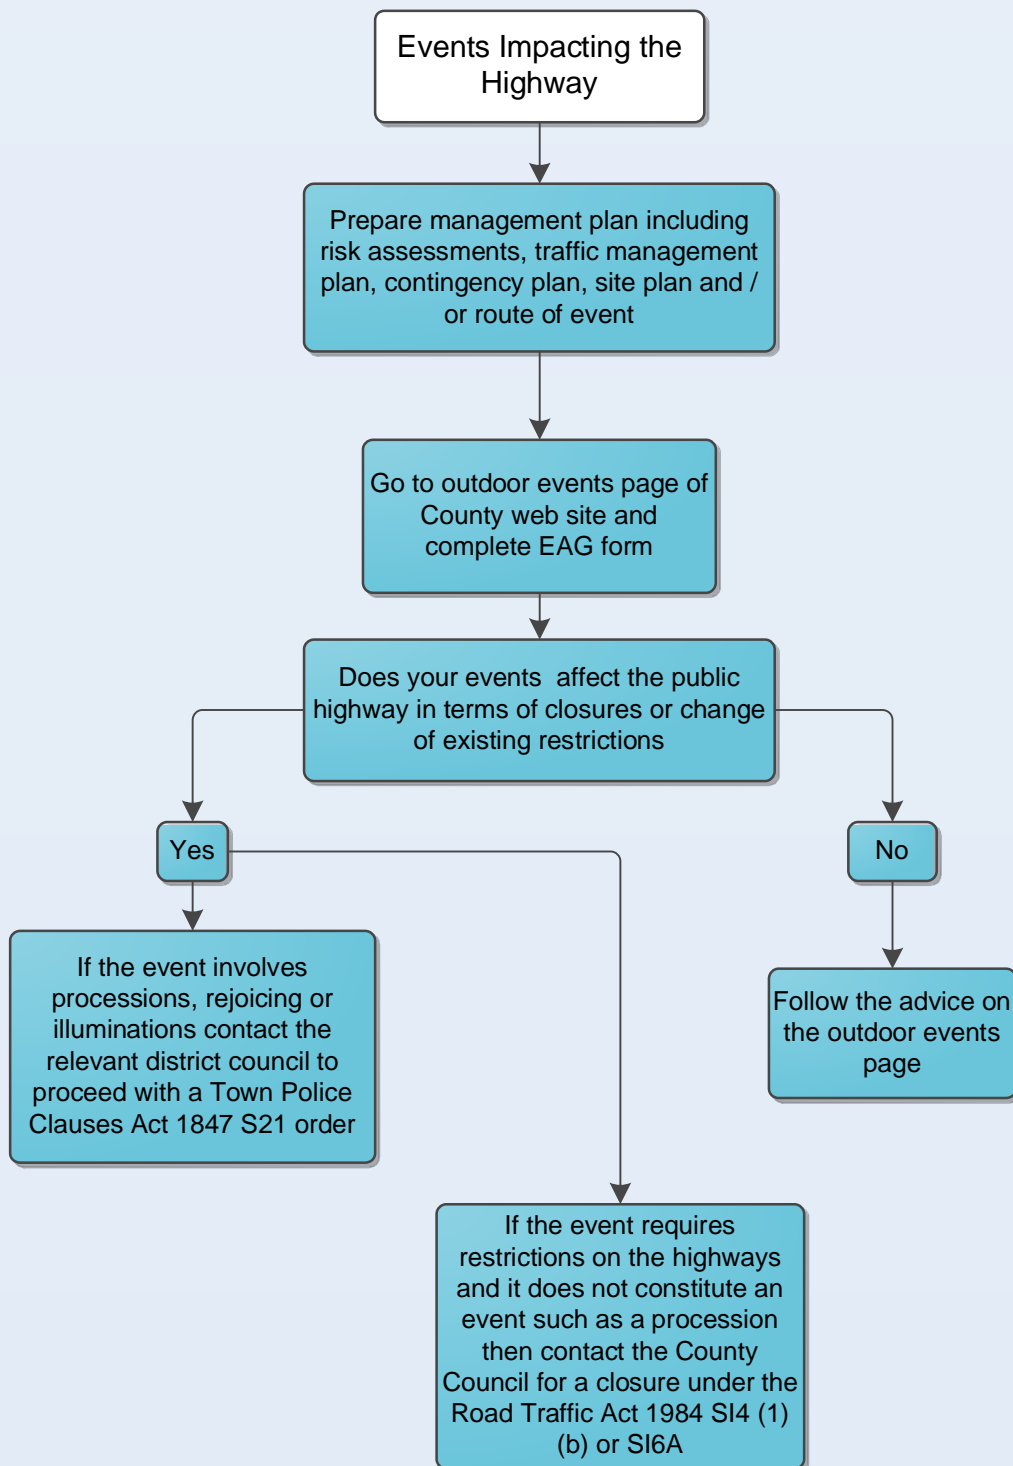 Events Impacting the
Highway
Prepare management plan including
risk assessments, traffic management
plan, contingency plan, site plan and /
or route of event
Go to outdoor events page of
County web site and
complete EAG form
Does your events  affect the public
highway in terms of closures or change
of existing restrictions
Yes
No
If the event involves
processions, rejoicing or
illuminations contact the
relevant district council to
proceed with a Town Police
Clauses Act 1847 S21 order
Follow the advice on
the outdoor events
page
If the event requires
restrictions on the highways
and it does not constitute an
event such as a procession
then contact the County
Council for a closure under the
Road Traffic Act 1984 SI4 (1)
(b) or SI6A